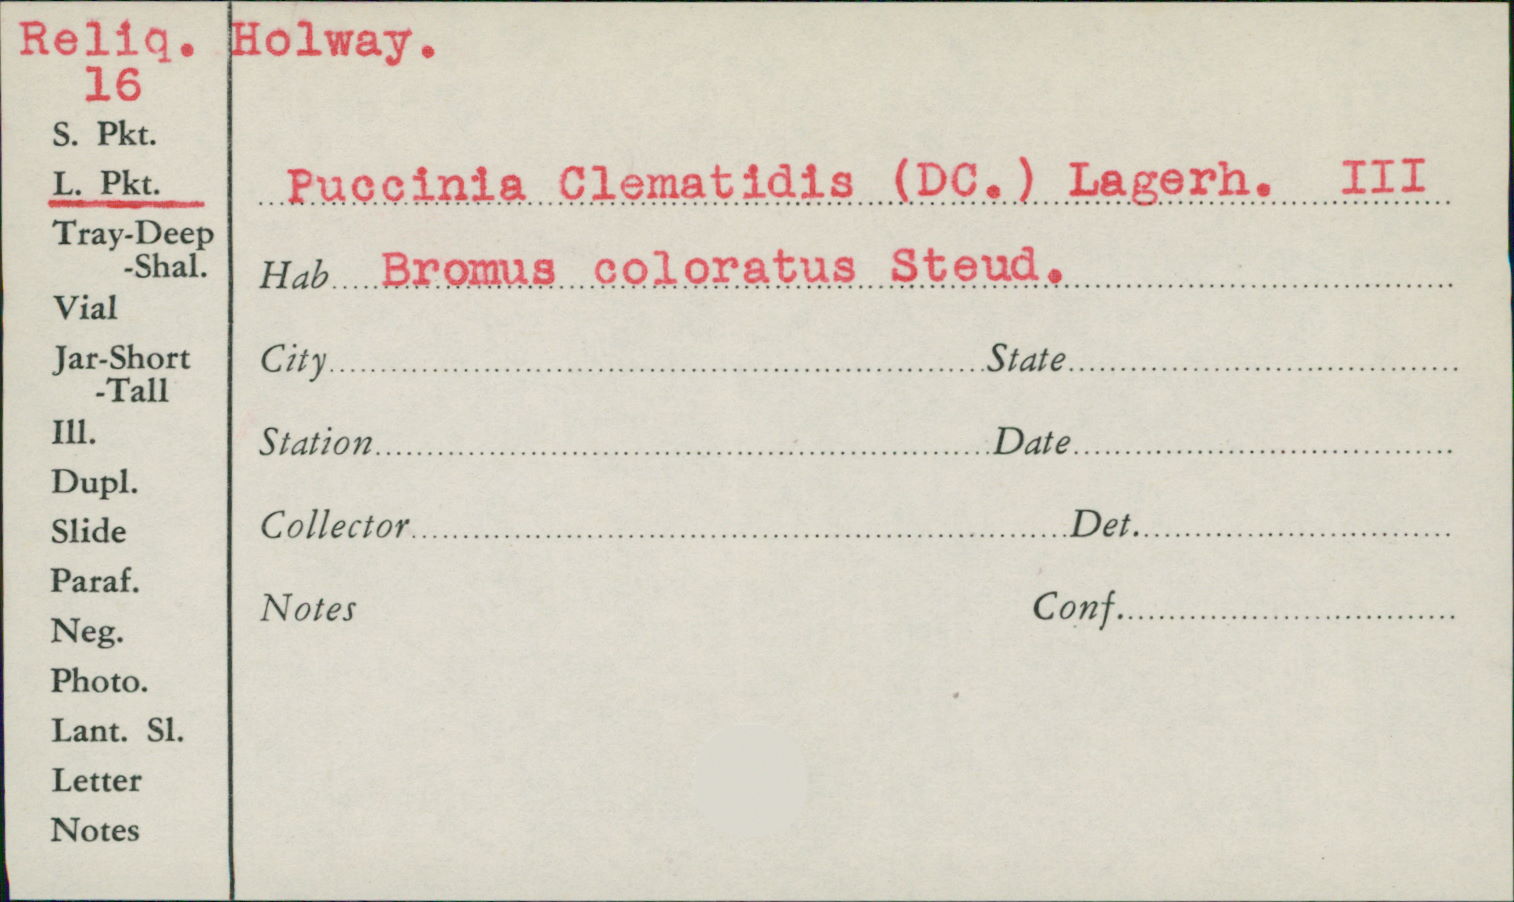 Reliq. Holway.
16
S. Pkt.
L. Pkt.
Tray-Deep
-Shal.
Vial
Jar-Short
-Tall
Ill.
Dupl.
Slide
Paraf.
Neg.
Photo.
Lant. Sl.
Letter
Notes
Puccinia Clematidis (DC.) Lagerh. III
Hab. Bromus coloratus Steud.
City State
Station Date
Collector Det.
Notes Conf.